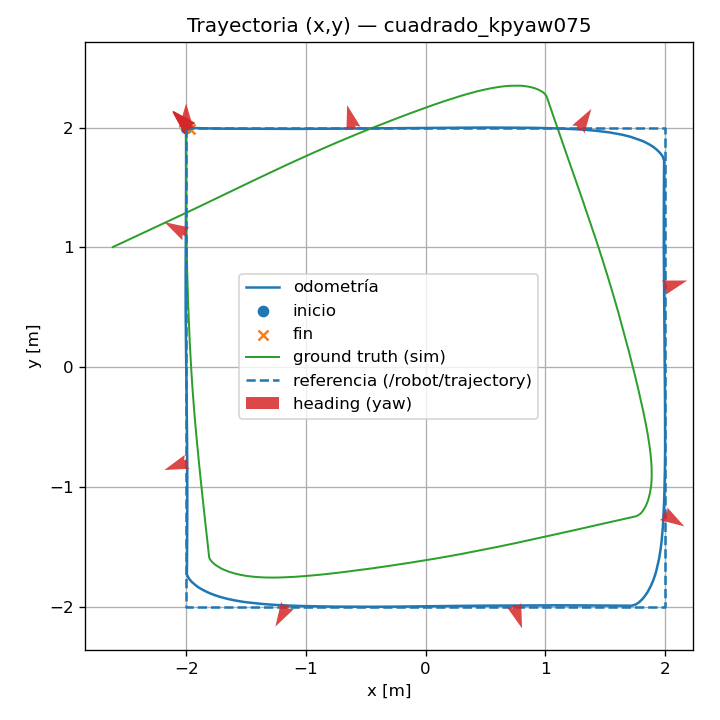 Trayectoria (x,y) — cuadrado_kpyaw075
y [m]
2
1
0
−1
−2
odometría
inicio
fin
ground truth (sim)
referencia (/robot/trajectory)
heading (yaw)
−2 −1 0 1 2
x [m]